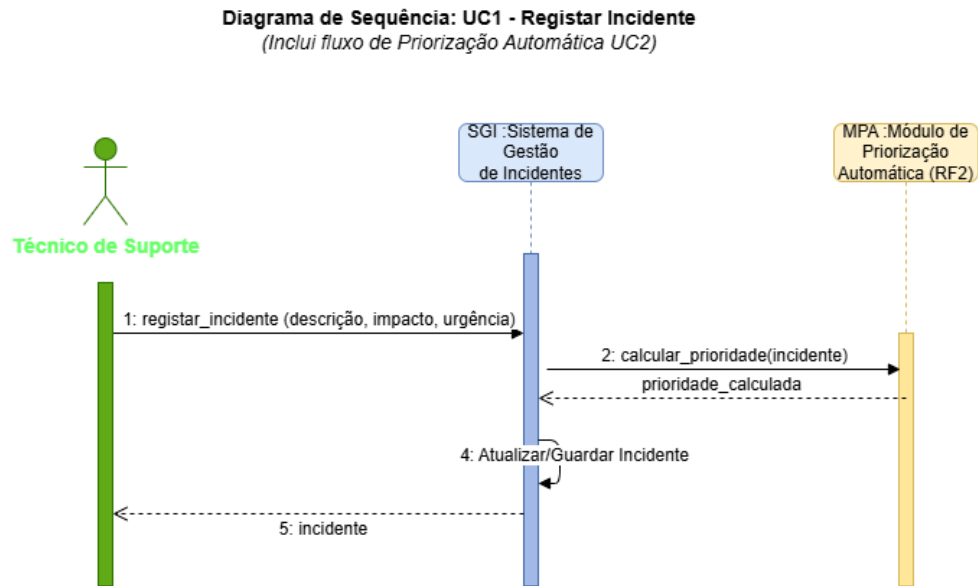 Diagrama de Sequência: UC1 - Registar Incidente
(Inclui fluxo de Priorização Automática UC2)
SGI :Sistema de
Gestão
de Incidentes
MPA :Módulo de
Priorização
Automática (RF2)
Técnico de Suporte
1: registar_incidente (descrição, impacto, urgência)
2: calcular_prioridade(incidente)
prioridade_calculada
4: Atualizar/Guardar Incidente
5: incidente